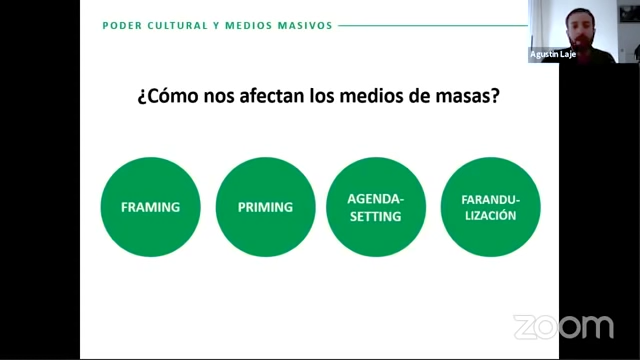 PODER CULTURAL Y MEDIOS MASIVOS
Agustín Laje
¿Cómo nos afectan los medios de masas?
FRAMING
PRIMING
AGENDA-
SETTING
FARANDU-
LIZACIÓN
zoom